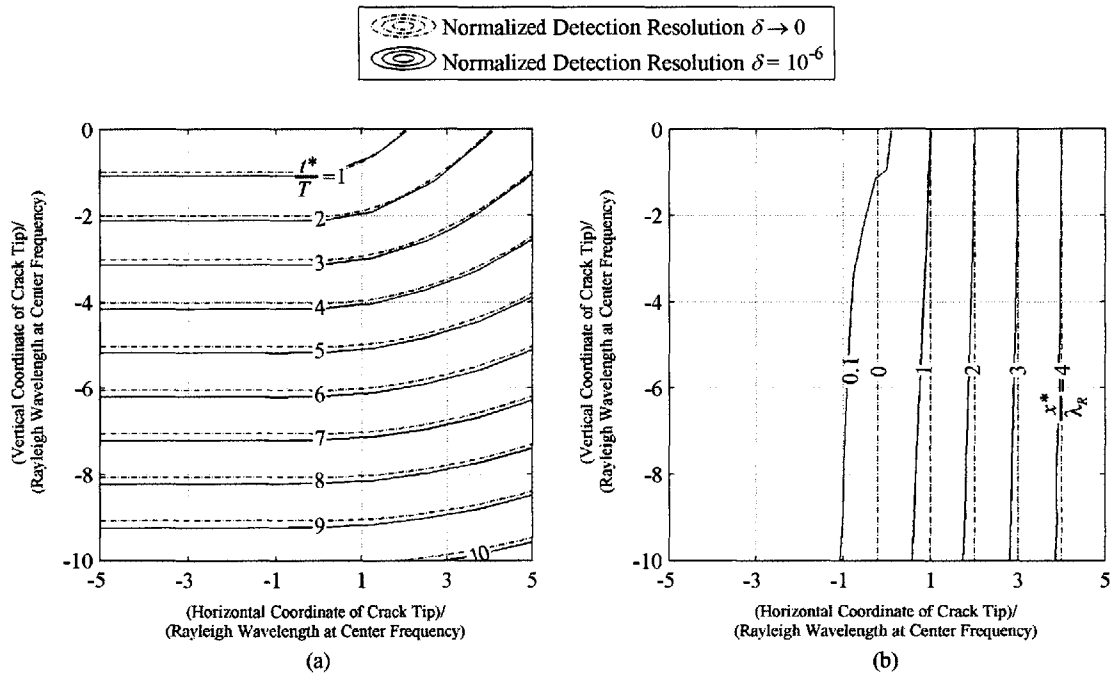 Normalized Detection Resolution δ → 0
Normalized Detection Resolution δ = 10⁻⁶
(Vertical Coordinate of Crack Tip)/
(Rayleigh Wavelength at Center Frequency)
0
-2
-4
-6
-8
-10
t*/T = 1
2
3
4
5
6
7
8
9
10
-5 -3 -1 1 3 5
(Horizontal Coordinate of Crack Tip)/
(Rayleigh Wavelength at Center Frequency)
(a)
(Vertical Coordinate of Crack Tip)/
(Rayleigh Wavelength at Center Frequency)
0
-2
-4
-6
-8
-10
0.1
0
1
2
3
x*/λ_R = 4
-5 -3 -1 1 3 5
(Horizontal Coordinate of Crack Tip)/
(Rayleigh Wavelength at Center Frequency)
(b)